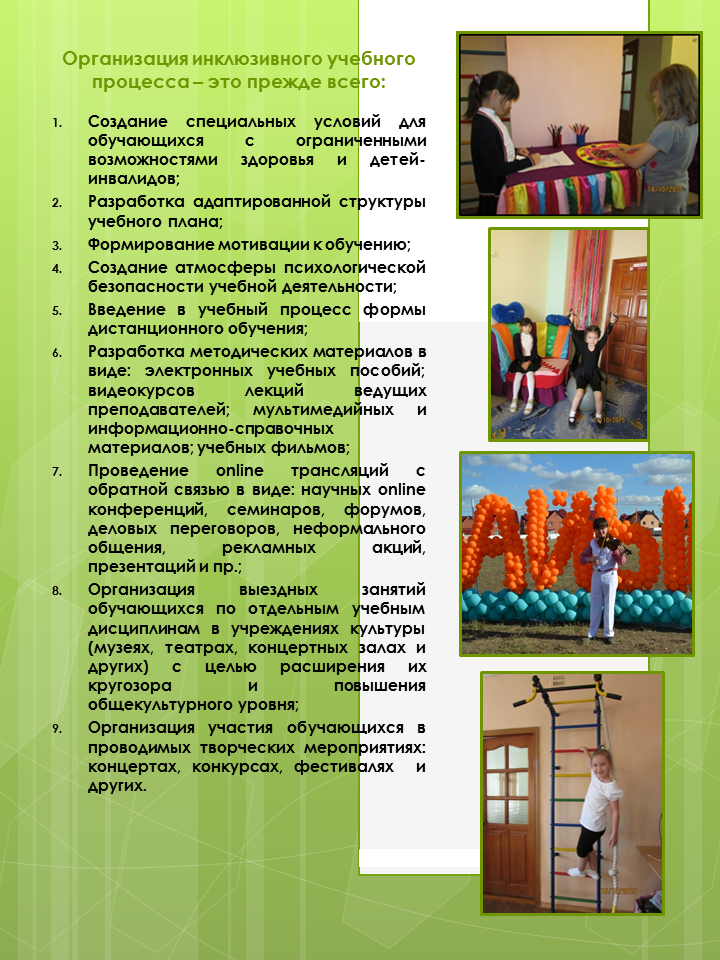 Организация инклюзивного учебного
процесса – это прежде всего:
1. Создание специальных условий для
обучающихся с ограниченными
возможностями здоровья и детей-
инвалидов;
2. Разработка адаптированной структуры
учебного плана;
3. Формирование мотивации к обучению;
4. Создание атмосферы психологической
безопасности учебной деятельности;
5. Введение в учебный процесс формы
дистанционного обучения;
6. Разработка методических материалов в
виде: электронных учебных пособий;
видеокурсов лекций ведущих
преподавателей; мультимедийных и
информационно-справочных
материалов; учебных фильмов;
7. Проведение online трансляций с
обратной связью в виде: научных online
конференций, семинаров, форумов,
деловых переговоров, неформального
общения, рекламных акций,
презентаций и пр.;
8. Организация выездных занятий
обучающихся по отдельным учебным
дисциплинам в учреждениях культуры
(музеях, театрах, концертных залах и
других) с целью расширения их
кругозора и повышения
общекультурного уровня;
9. Организация участия обучающихся в
проводимых творческих мероприятиях:
концертах, конкурсах, фестивалях и
других.
14/10/2015